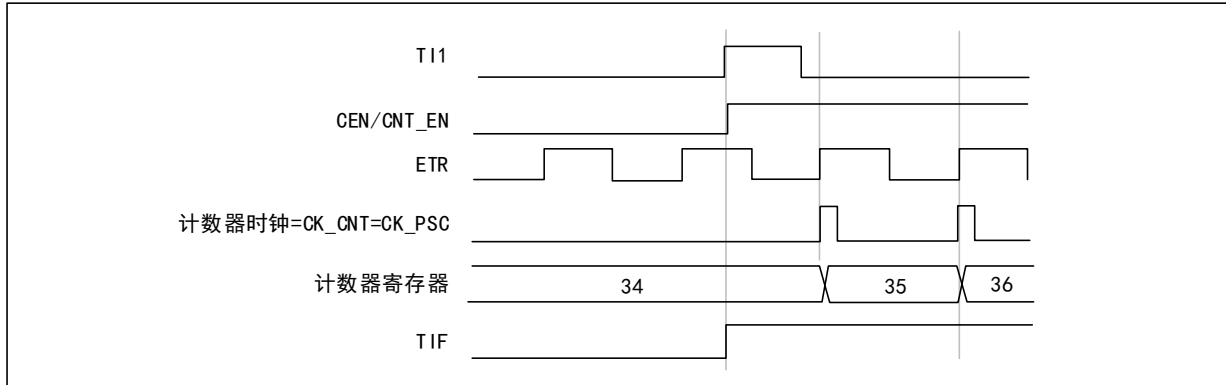 TI1
CEN/CNT_EN
ETR
计数器时钟=CK_CNT=CK_PSC
计数器寄存器 34 35 36
TIF